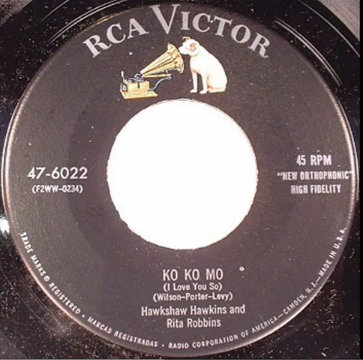 RCA VICTOR
47-6022
(F2WW-0234)
45 RPM
"NEW ORTHOPHONIC"
HIGH FIDELITY
KO KO MO
(I Love You So)
(Wilson-Porter-Levy)
Hawkshaw Hawkins and
Rita Robbins
TRADE MARKS ® REGISTERED • MARCAS REGISTRADAS • RADIO CORPORATION OF AMERICA—CAMDEN, N.J.—MADE IN U.S.A.